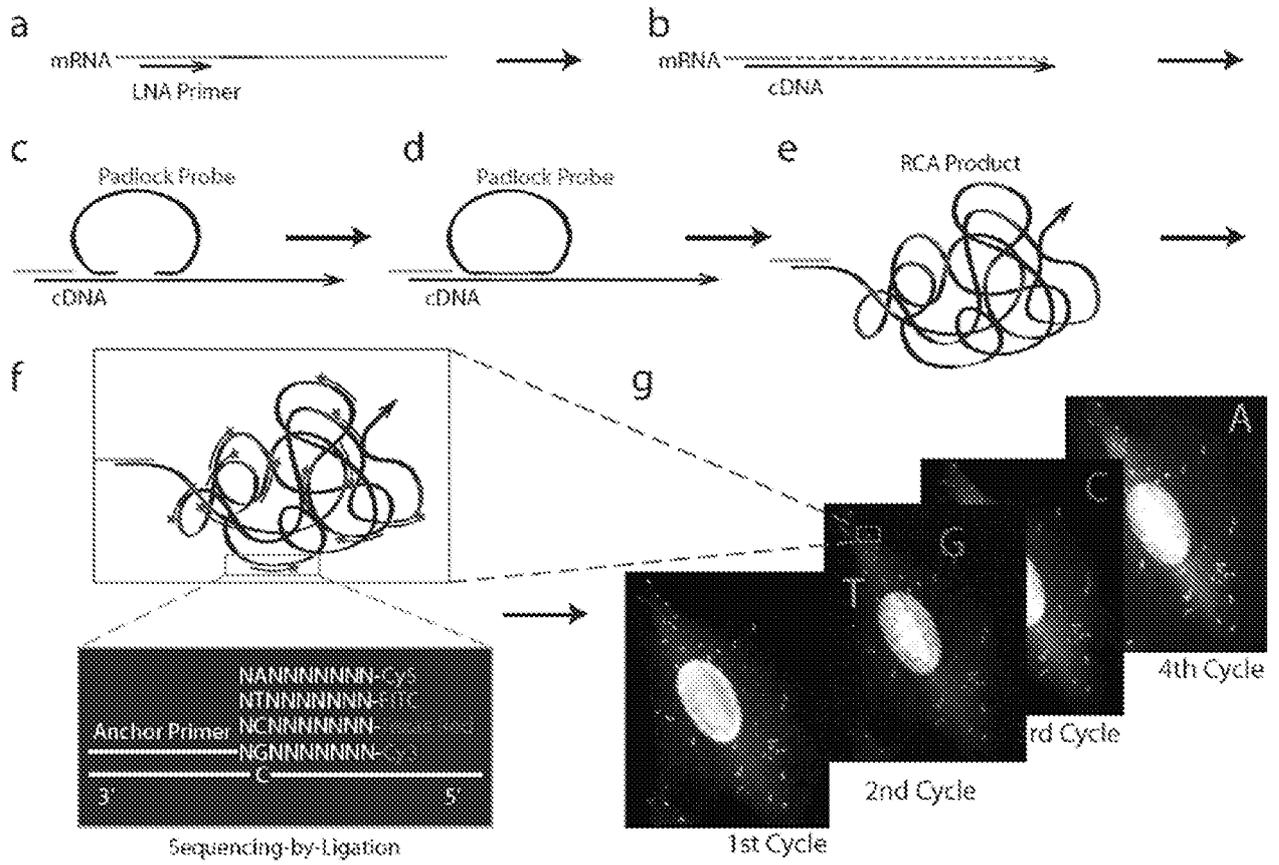 a
mRNA
LNA Primer
b
mRNA
cDNA
c
Padlock Probe
cDNA
d
Padlock Probe
cDNA
e
RCA Product
f
NANNNNNNN-Cy5
NTNNNNNNN-FITC
NCNNNNNNN-
Anchor Primer
NGNNNNNNN-Cy3
C
3'
5'
Sequencing-by-Ligation
g
T
G
C
A
1st Cycle
2nd Cycle
rd Cycle
4th Cycle